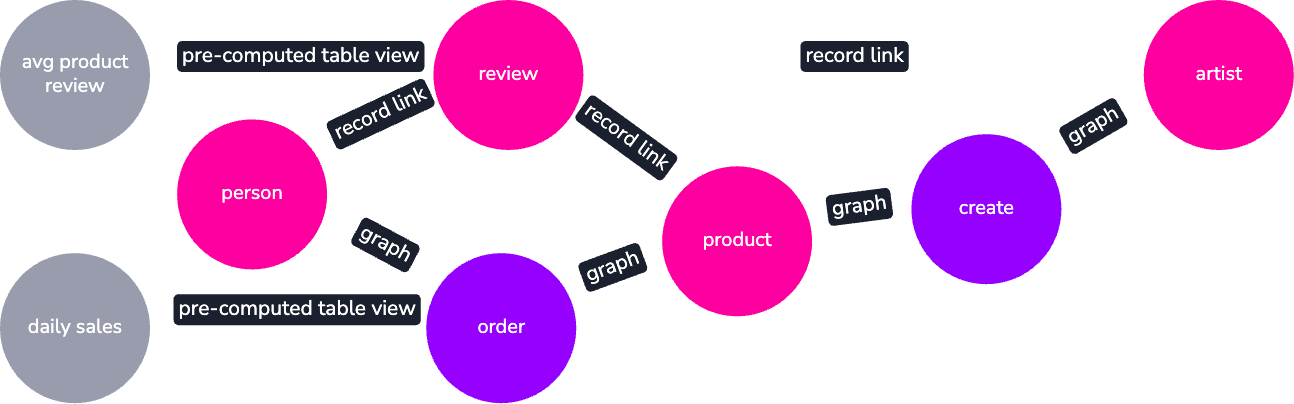 avg product
review
pre-computed table view
review
record link
artist
record link
record link
graph
person
graph
create
graph
product
graph
daily sales
pre-computed table view
order